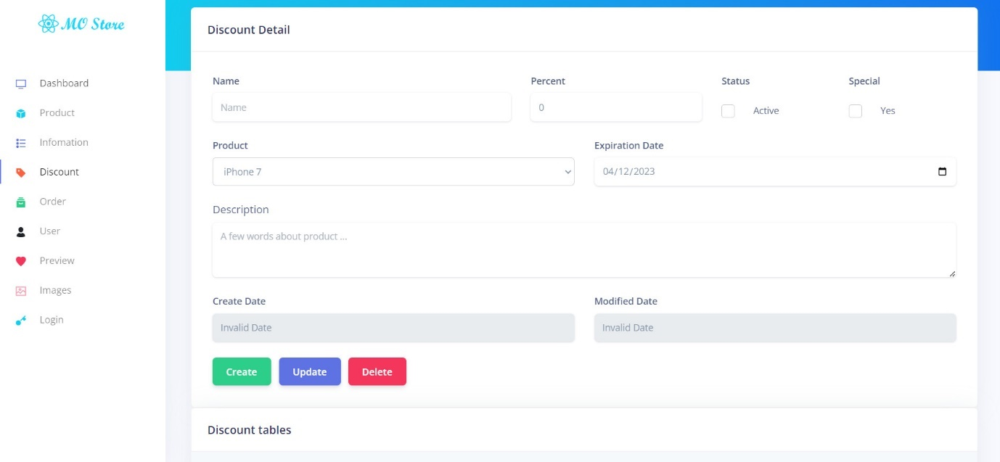 MO Store
Dashboard
Product
Infomation
Discount
Order
User
Preview
Images
Login
Discount Detail
Name
Percent
Status
Special
Name
0
Active
Yes
Product
Expiration Date
iPhone 7
04/12/2023
Description
A few words about product ...
Create Date
Modified Date
Invalid Date
Invalid Date
Create
Update
Delete
Discount tables